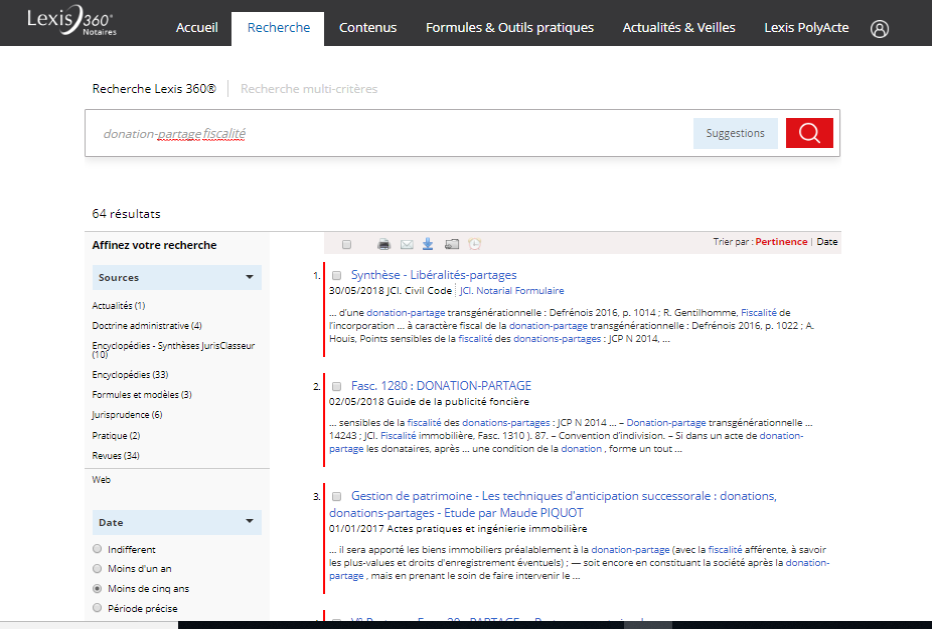 Lexis 360®
Notaires
Accueil
Recherche
Contenus
Formules & Outils pratiques
Actualités & Veilles
Lexis PolyActe
Recherche Lexis 360®
Recherche multi-critères
donation-partage fiscalité
Suggestions
64 résultats
Affinez votre recherche
Sources
Actualités (1)
Doctrine administrative (4)
Encyclopédies - Synthèses JurisClasseur
(10)
Encyclopédies (33)
Formules et modèles (3)
Jurisprudence (6)
Pratique (2)
Revues (34)
Web
Date
Indifferent
Moins d'un an
Moins de cinq ans
Période précise
Trier par : Pertinence | Date
1. Synthèse - Libéralités-partages
30/05/2018 JCl. Civil Code JCl. Notarial Formulaire
... d'une donation-partage transgénérationnelle : Defrénois 2016, p. 1014 ; R. Gentilhomme, Fiscalité de
l'incorporation ... à caractère fiscal de la donation-partage transgénérationnelle : Defrénois 2016, p. 1022 ; A.
Houis, Points sensibles de la fiscalité des donations-partages : JCP N 2014, ...
2. Fasc. 1280 : DONATION-PARTAGE
02/05/2018 Guide de la publicité foncière
... sensibles de la fiscalité des donations-partages : JCP N 2014 ... – Donation-partage transgénérationnelle ...
14243 ; JCl. Fiscalité immobilière, Fasc. 1310 ). 87. – Convention d'indivision. – Si dans un acte de donation-
partage les donataires, après ... une condition de la donation , forme un tout ...
3. Gestion de patrimoine - Les techniques d'anticipation successorale : donations,
donations-partages - Etude par Maude PIQUOT
01/01/2017 Actes pratiques et ingénierie immobilière
... il sera apporté les biens immobiliers préalablement à la donation-partage (avec la fiscalité afférente, à savoir
les plus-values et droits d'enregistrement éventuels) ; — soit encore en constituant la société après la donation-
partage , mais en prenant le soin de faire intervenir le ...